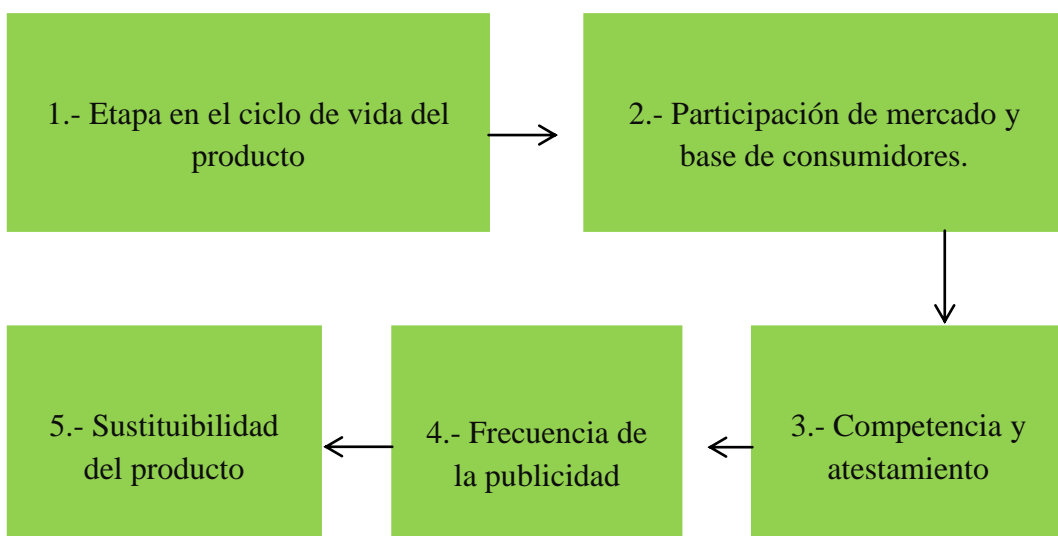 1.- Etapa en el ciclo de vida del
producto
2.- Participación de mercado y
base de consumidores.
3.- Competencia y
atestamiento
4.- Frecuencia de
la publicidad
5.- Sustituibilidad
del producto